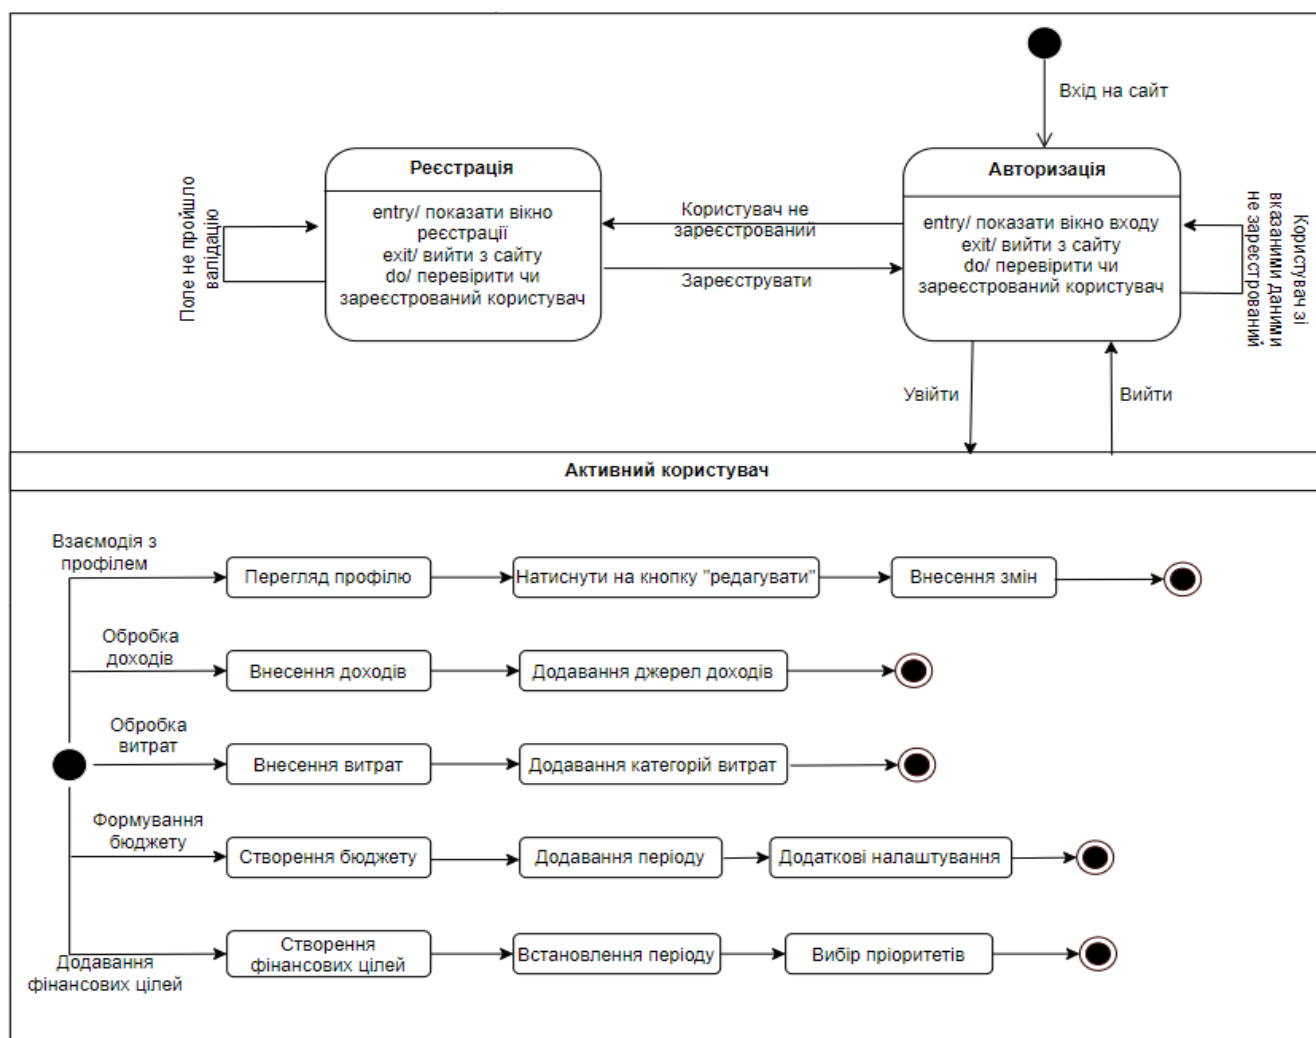 Вхід на сайт
Реєстрація
entry/ показати вікно
реєстрації
exit/ вийти з сайту
do/ перевірити чи
зареєстрований користувач
Поле не пройшло
валідацію
Користувач не
зареєстрований
Зареєструвати
Авторизація
entry/ показати вікно входу
exit/ вийти з сайту
do/ перевірити чи
зареєстрований користувач
Користувач зі
вказаними даними
не зареєстрований
Увійти
Вийти
Активний користувач
Взаємодія з
профілем
Перегляд профілю
Натиснути на кнопку "редагувати"
Внесення змін
Обробка
доходів
Внесення доходів
Додавання джерел доходів
Обробка
витрат
Внесення витрат
Додавання категорій витрат
Формування
бюджету
Створення бюджету
Додавання періоду
Додаткові налаштування
Додавання
фінансових цілей
Створення
фінансових цілей
Встановлення періоду
Вибір пріоритетів